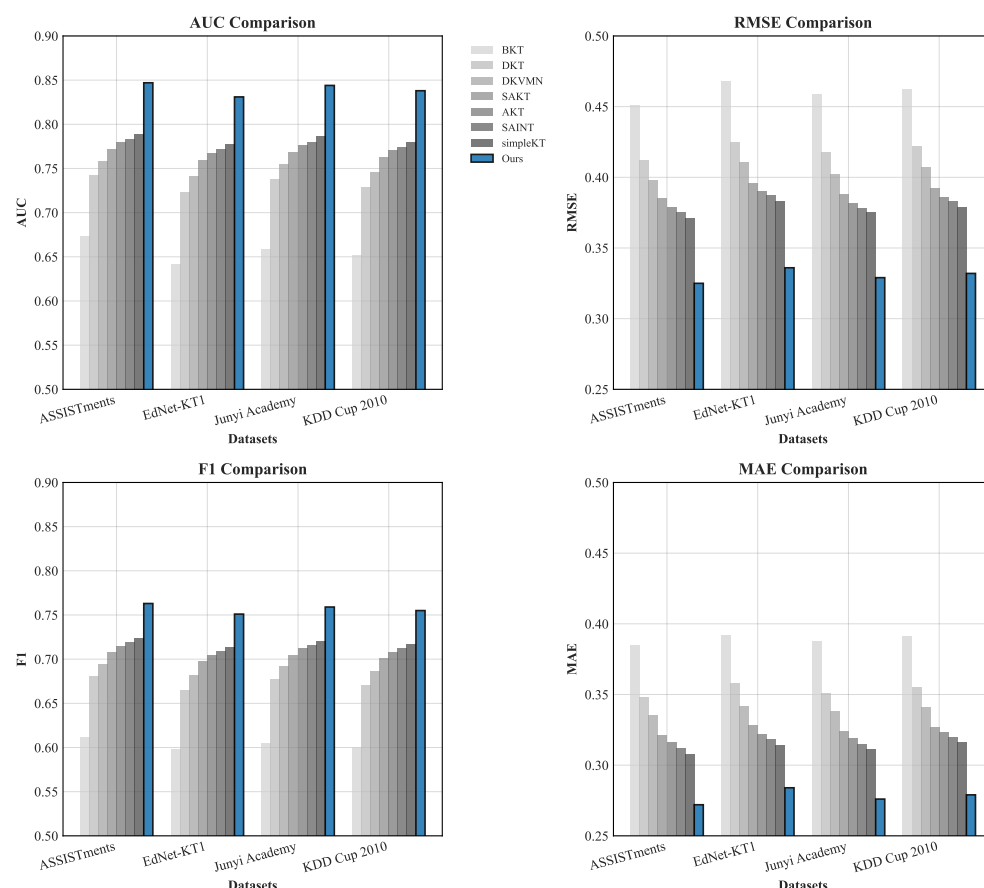 AUC Comparison
0.90
0.85
0.80
0.75
0.70
0.65
0.60
0.55
0.50
AUC
ASSISTments
EdNet-KT1
Junyi Academy
KDD Cup 2010
Datasets
BKT
DKT
DKVMN
SAKT
AKT
SAINT
simpleKT
Ours
RMSE Comparison
0.50
0.45
0.40
0.35
0.30
0.25
RMSE
ASSISTments
EdNet-KT1
Junyi Academy
KDD Cup 2010
Datasets
F1 Comparison
0.90
0.85
0.80
0.75
0.70
0.65
0.60
0.55
0.50
F1
ASSISTments
EdNet-KT1
Junyi Academy
KDD Cup 2010
Datasets
MAE Comparison
0.50
0.45
0.40
0.35
0.30
0.25
MAE
ASSISTments
EdNet-KT1
Junyi Academy
KDD Cup 2010
Datasets